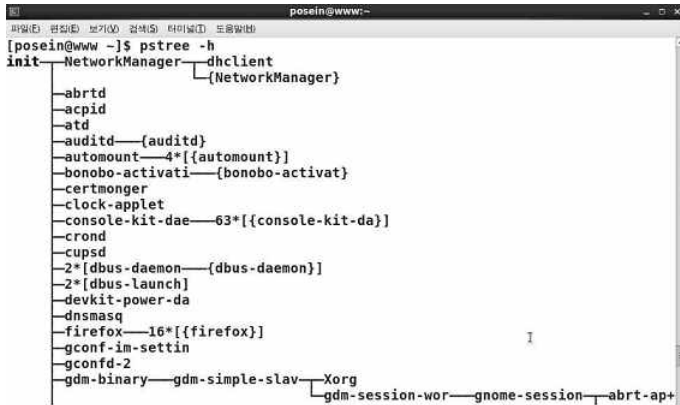 posein@www:~
파일(F) 편집(E) 보기(V) 검색(S) 터미널(T) 도움말(H)
[posein@www ~]$ pstree -h
init─┬─NetworkManager─┬─dhclient
     │                └─{NetworkManager}
     ├─abrtd
     ├─acpid
     ├─atd
     ├─auditd───{auditd}
     ├─automount───4*[{automount}]
     ├─bonobo-activati───{bonobo-activat}
     ├─certmonger
     ├─clock-applet
     ├─console-kit-dae───63*[{console-kit-da}]
     ├─crond
     ├─cupsd
     ├─2*[dbus-daemon───{dbus-daemon}]
     ├─2*[dbus-launch]
     ├─devkit-power-da
     ├─dnsmasq
     ├─firefox───16*[{firefox}]
     ├─gconf-im-settin
     ├─gconfd-2
     ├─gdm-binary───gdm-simple-slav─┬─Xorg
     │                              └─gdm-session-wor───gnome-session─┬─abrt-ap+